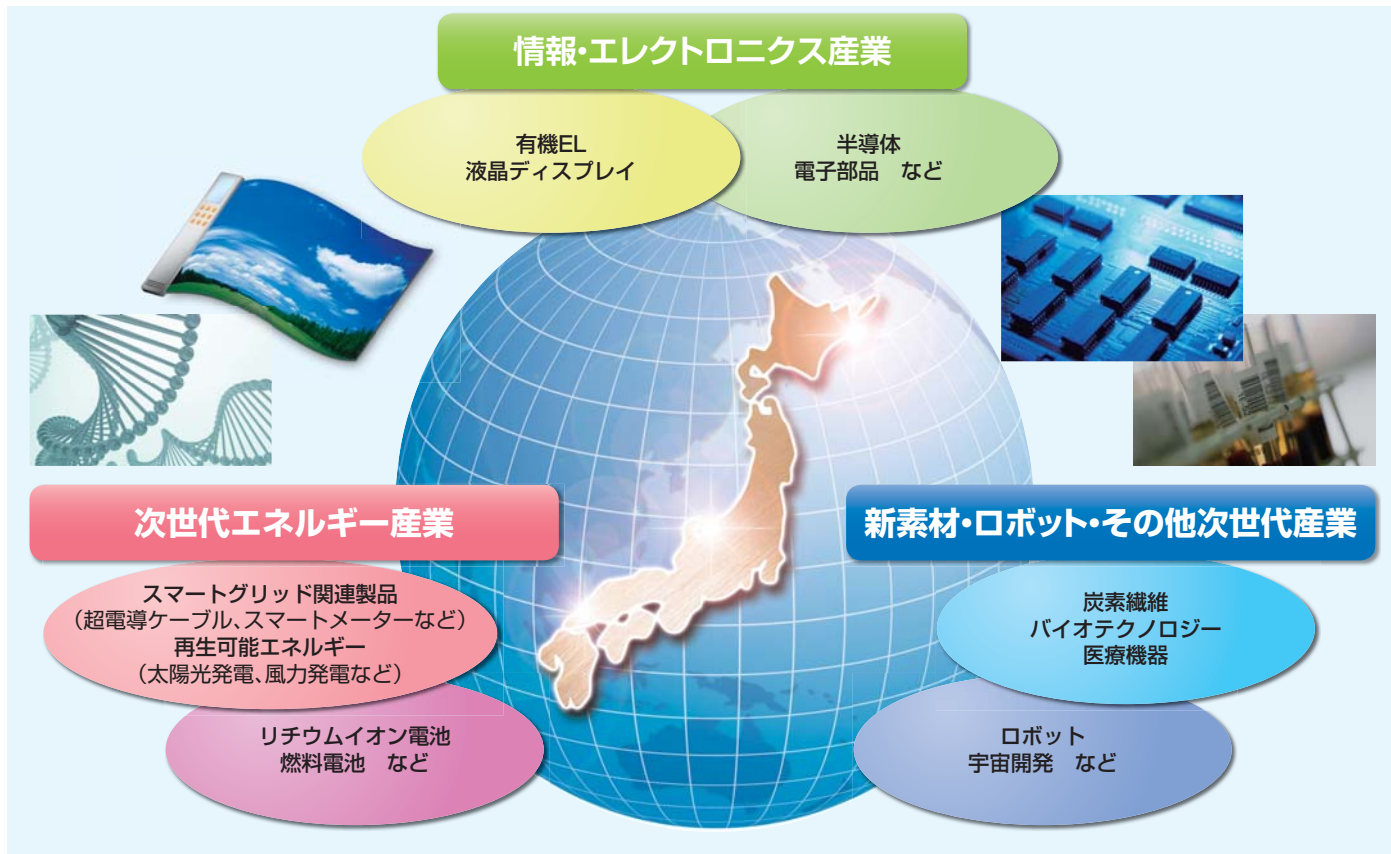 情報・エレクトロニクス産業
有機EL
液晶ディスプレイ
半導体
電子部品　など
次世代エネルギー産業
スマートグリッド関連製品
（超電導ケーブル、スマートメーターなど）
再生可能エネルギー
（太陽光発電、風力発電など）
リチウムイオン電池
燃料電池　など
新素材・ロボット・その他次世代産業
炭素繊維
バイオテクノロジー
医療機器
ロボット
宇宙開発　など